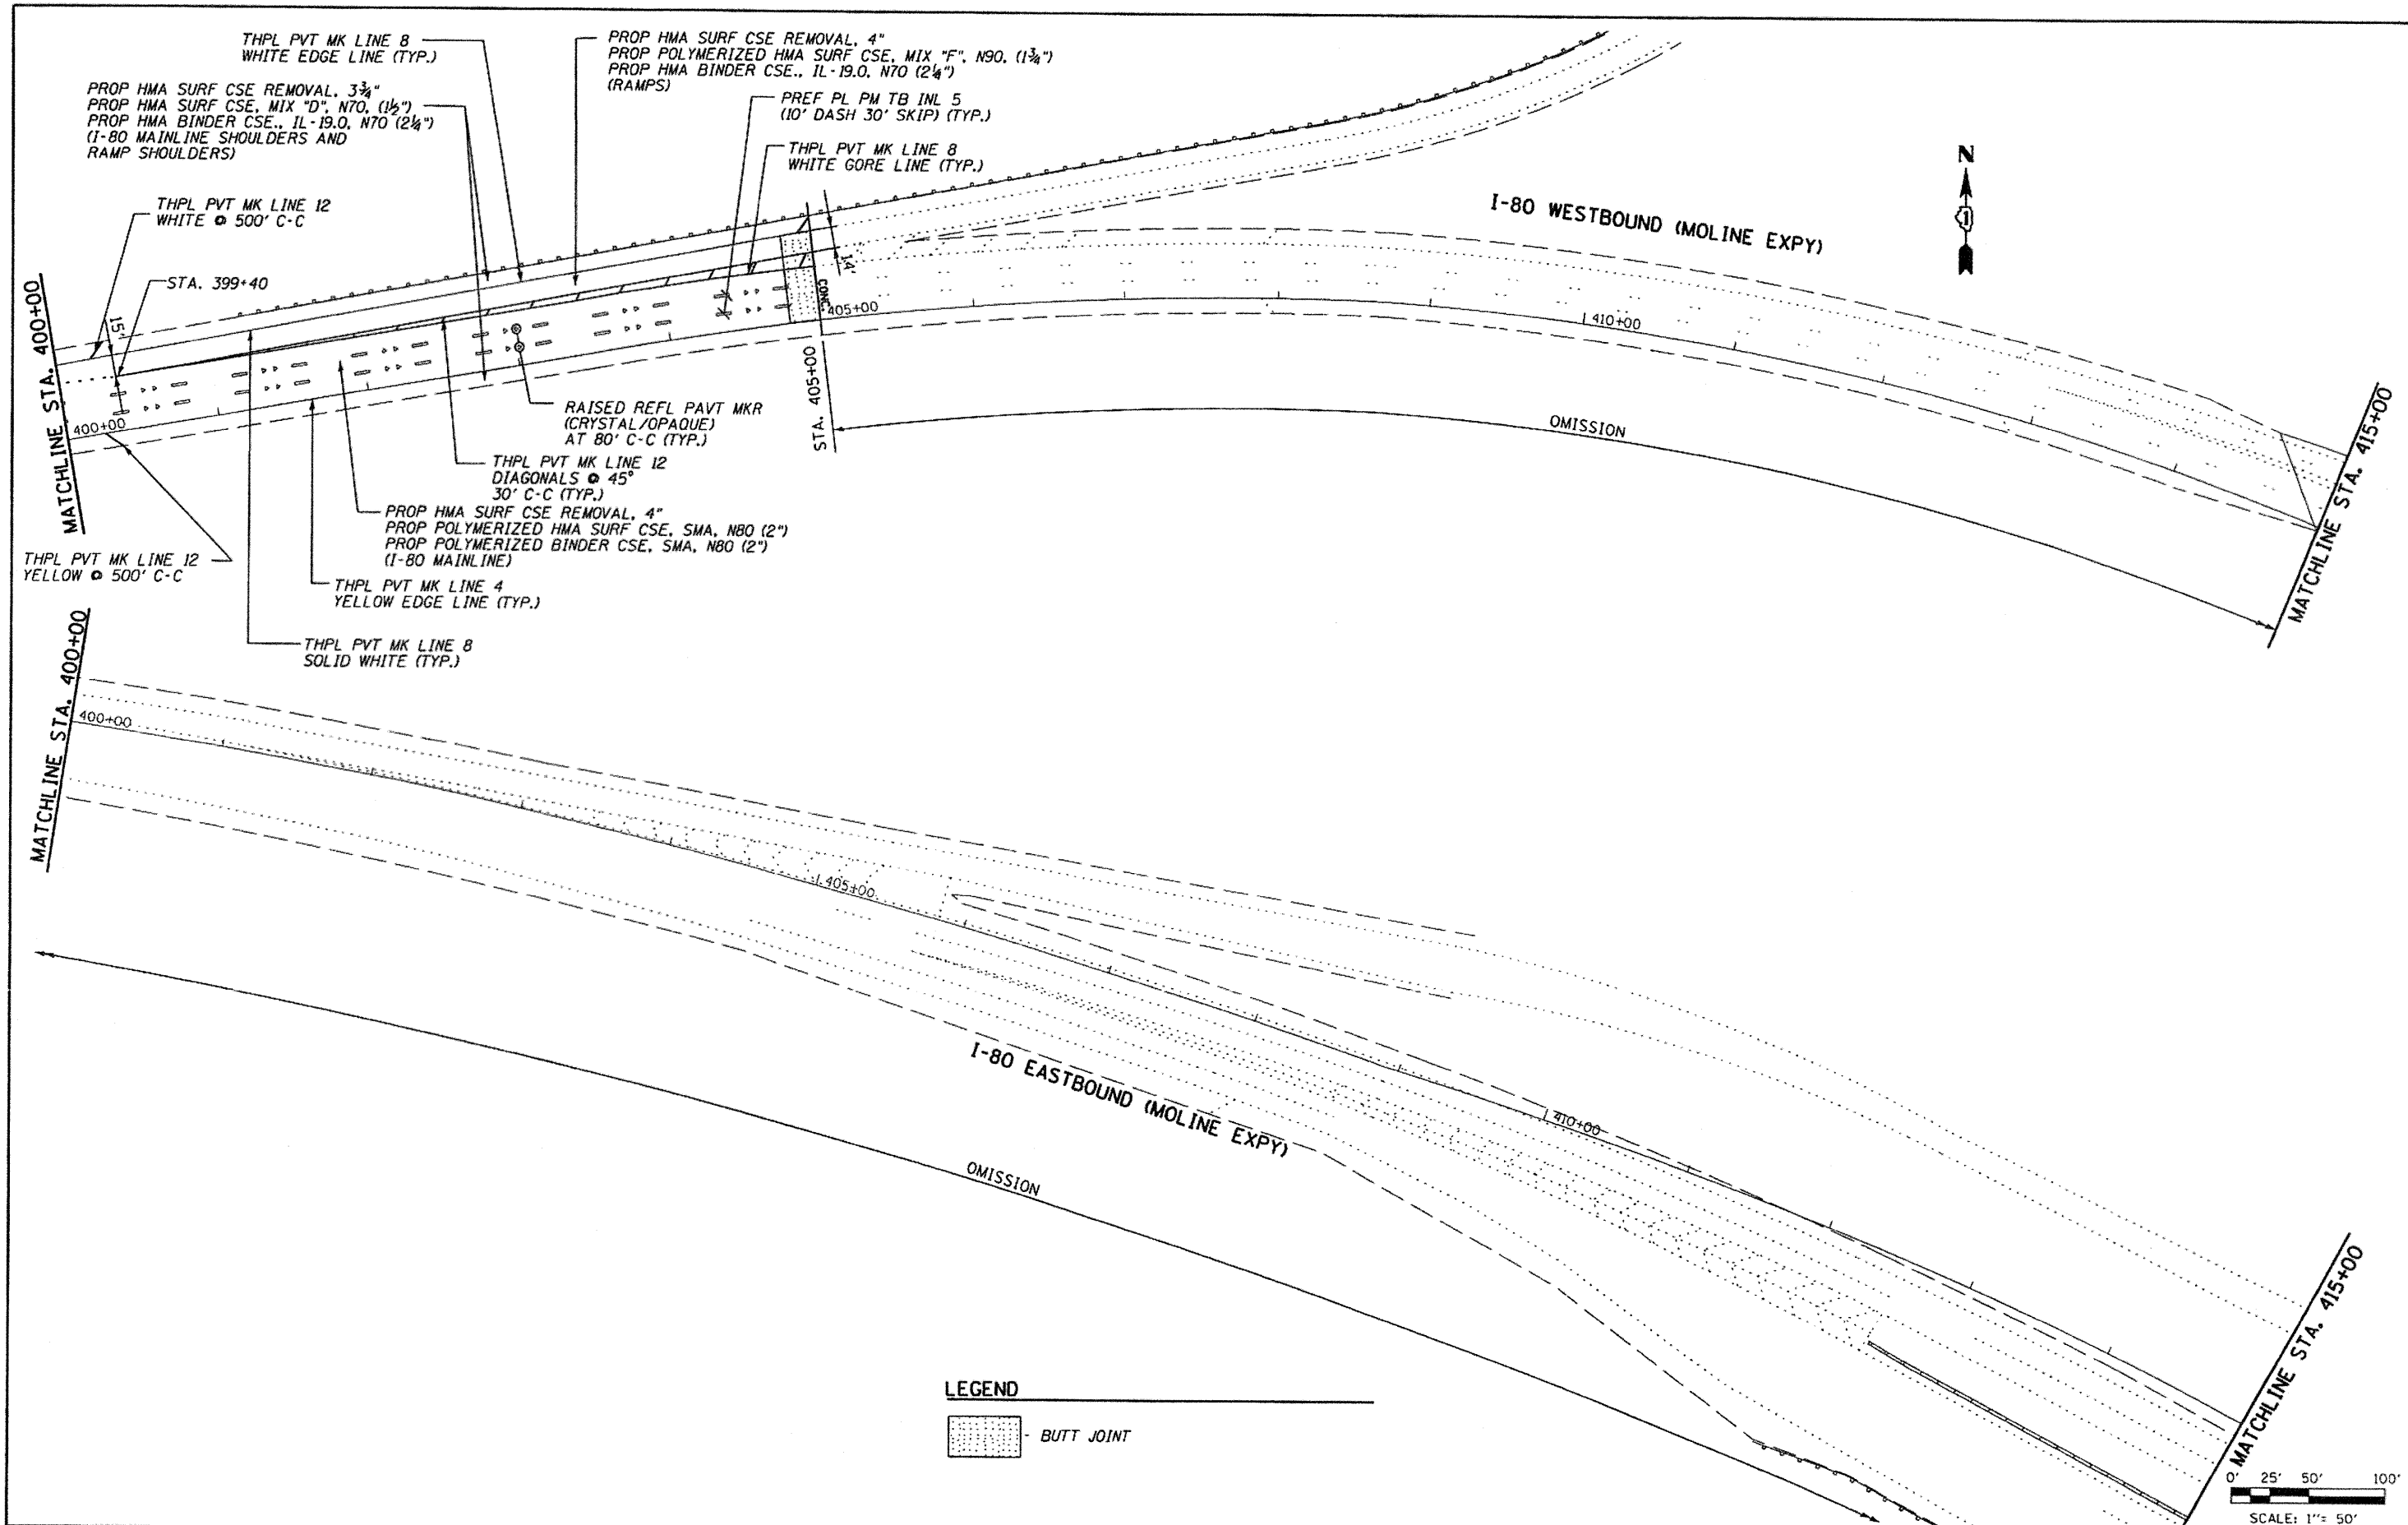 THPL PVT MK LINE 8
WHITE EDGE LINE (TYP.)
PROP HMA SURF CSE REMOVAL, 4"
PROP POLYMERIZED HMA SURF CSE, MIX "F", N90, (1¾")
PROP HMA BINDER CSE., IL-19.0, N70 (2¼")
(RAMPS)
PROP HMA SURF CSE REMOVAL, 3¾"
PROP HMA SURF CSE, MIX "D", N70, (1½")
PROP HMA BINDER CSE., IL-19.0, N70 (2¼")
(I-80 MAINLINE SHOULDERS AND
RAMP SHOULDERS)
PREF PL PM TB INL 5
(10' DASH 30' SKIP) (TYP.)
THPL PVT MK LINE 8
WHITE GORE LINE (TYP.)
THPL PVT MK LINE 12
WHITE @ 500' C-C
STA. 399+40
15'
14'
CONC.
N
1
I-80 WESTBOUND (MOLINE EXPY)
MATCHLINE STA. 400+00
400+00
405+00
410+00
STA. 405+00
OMISSION
MATCHLINE STA. 415+00
RAISED REFL PAVT MKR
(CRYSTAL/OPAQUE)
AT 80' C-C (TYP.)
THPL PVT MK LINE 12
DIAGONALS @ 45°
30' C-C (TYP.)
PROP HMA SURF CSE REMOVAL, 4"
PROP POLYMERIZED HMA SURF CSE, SMA, N80 (2")
PROP POLYMERIZED BINDER CSE, SMA, N80 (2")
(I-80 MAINLINE)
THPL PVT MK LINE 12
YELLOW @ 500' C-C
THPL PVT MK LINE 4
YELLOW EDGE LINE (TYP.)
THPL PVT MK LINE 8
SOLID WHITE (TYP.)
MATCHLINE STA. 400+00
400+00
405+00
410+00
I-80 EASTBOUND (MOLINE EXPY)
OMISSION
MATCHLINE STA. 415+00
LEGEND
- BUTT JOINT
0' 25' 50' 100'
SCALE: 1"= 50'